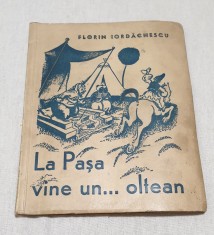 FLORIN IORDĂCHESCU
La Pașa
vine un... oltean